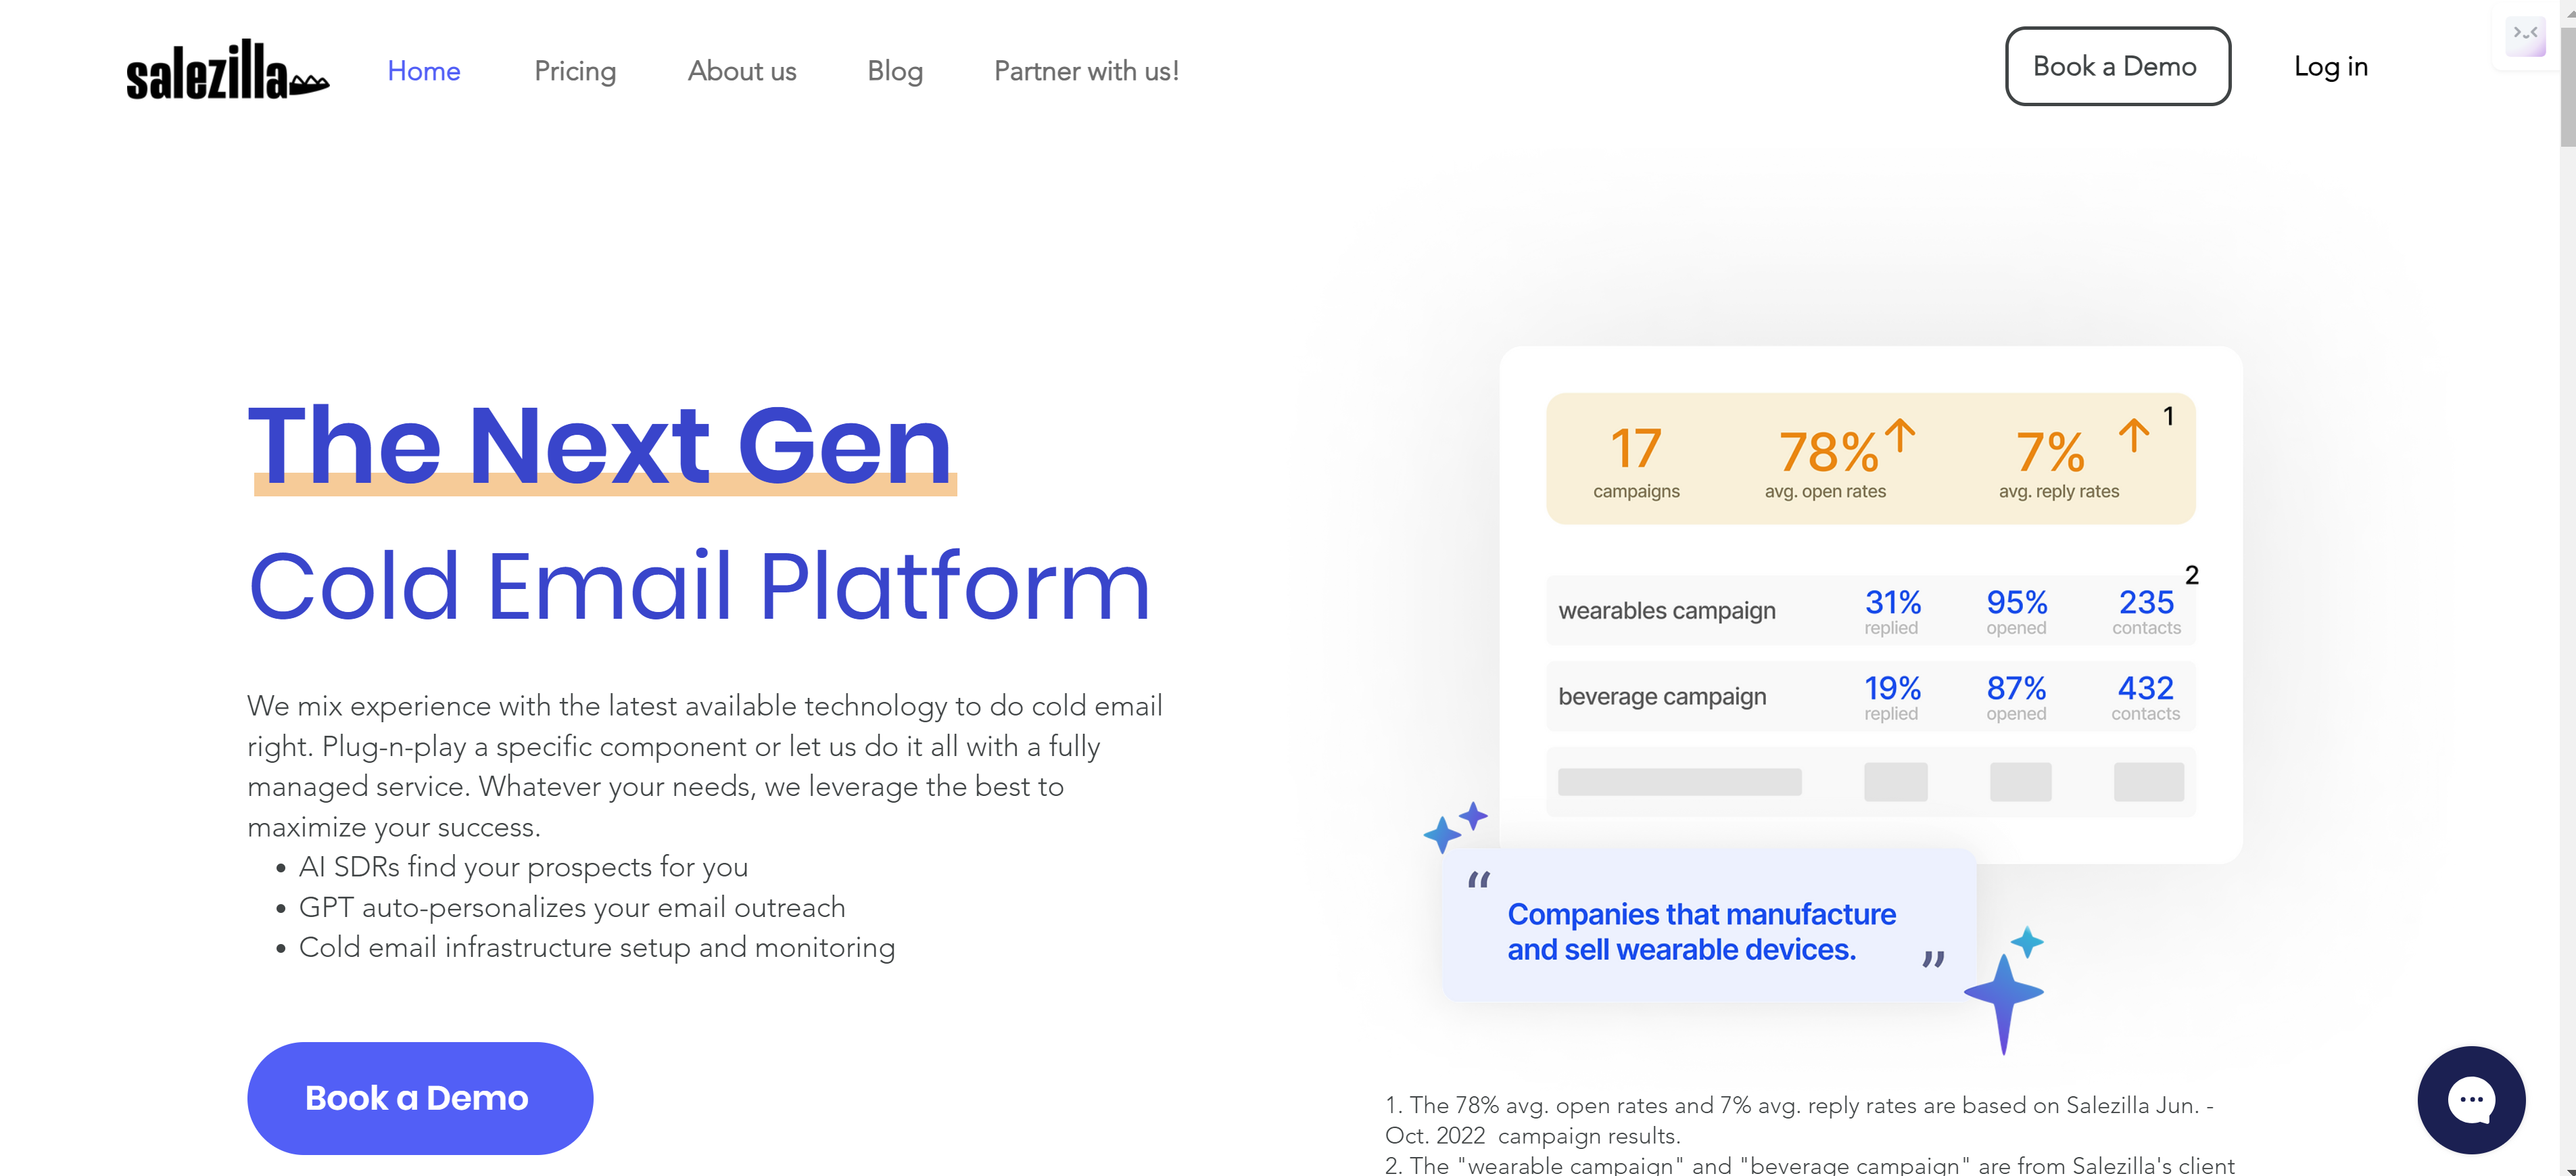 salezilla
Home Pricing About us Blog Partner with us!
Book a Demo Log in
The Next Gen
Cold Email Platform
We mix experience with the latest available technology to do cold email
right. Plug-n-play a specific component or let us do it all with a fully
managed service. Whatever your needs, we leverage the best to
maximize your success.
• AI SDRs find your prospects for you
• GPT auto-personalizes your email outreach
• Cold email infrastructure setup and monitoring
Book a Demo
17 78% 7% 1
campaigns avg. open rates avg. reply rates
2
wearables campaign 31% 95% 235
replied opened contacts
beverage campaign 19% 87% 432
replied opened contacts
“ Companies that manufacture
and sell wearable devices. ”
1. The 78% avg. open rates and 7% avg. reply rates are based on Salezilla Jun. -
Oct. 2022 campaign results.
2. The "wearable campaign" and "beverage campaign" are from Salezilla's client